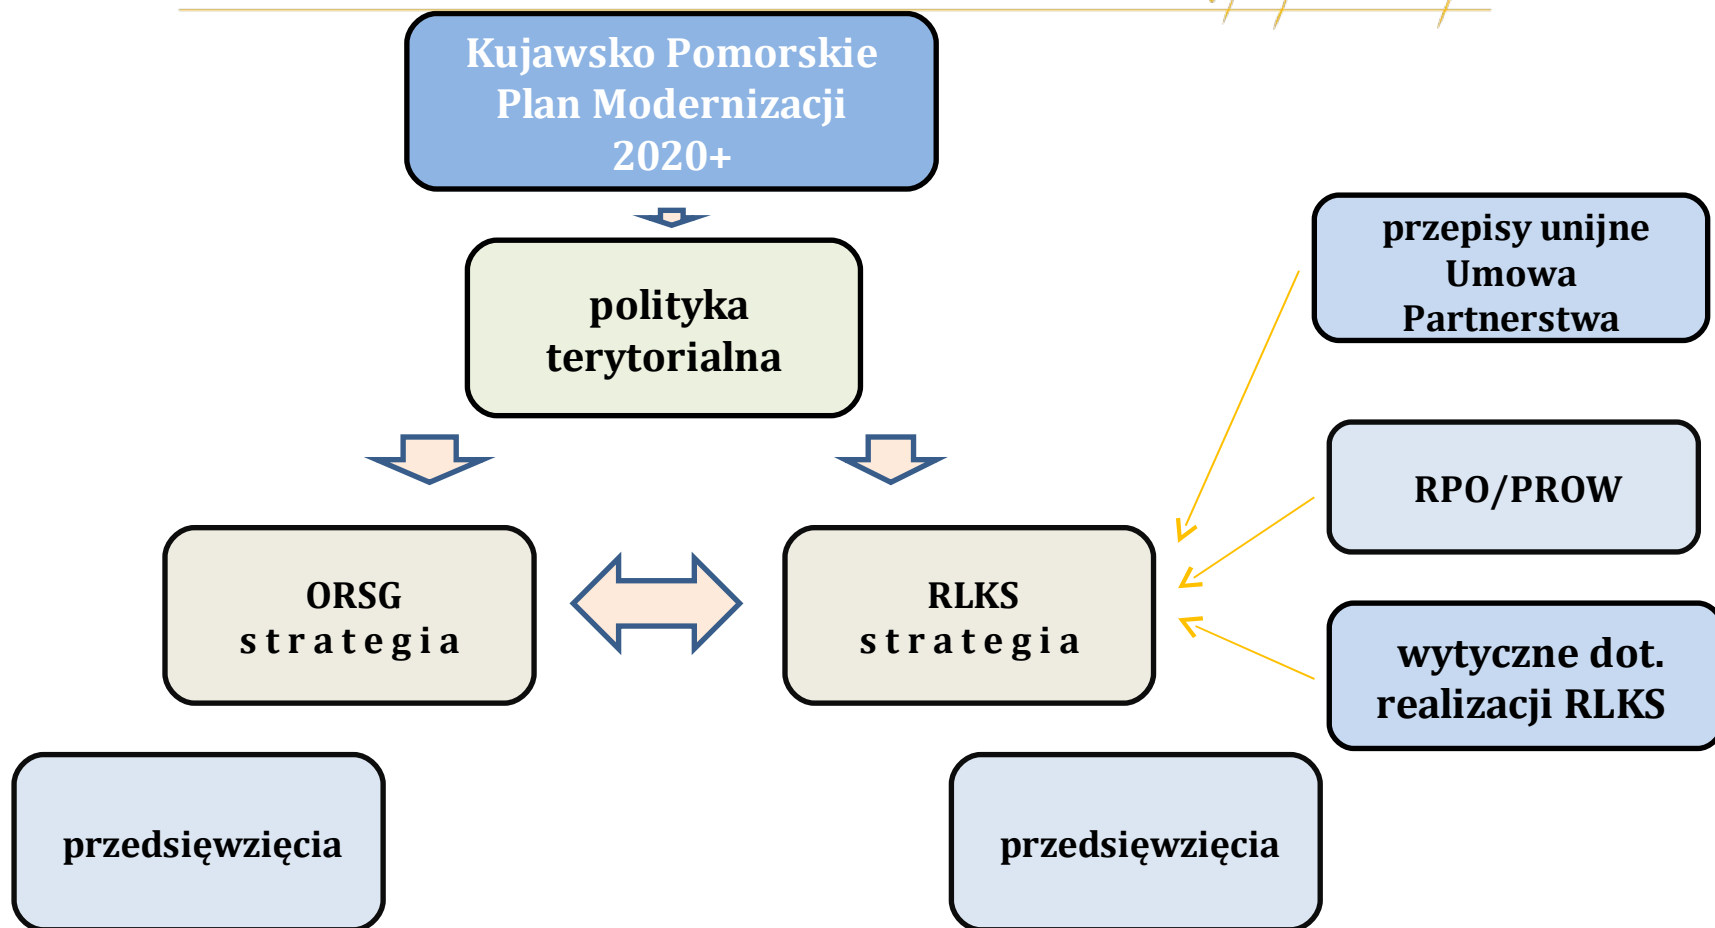 Kujawsko Pomorskie
Plan Modernizacji
2020+
polityka
terytorialna
przepisy unijne
Umowa
Partnerstwa
RPO/PROW
ORSG
strategia
RLKS
strategia
wytyczne dot.
realizacji RLKS
przedsięwzięcia
przedsięwzięcia